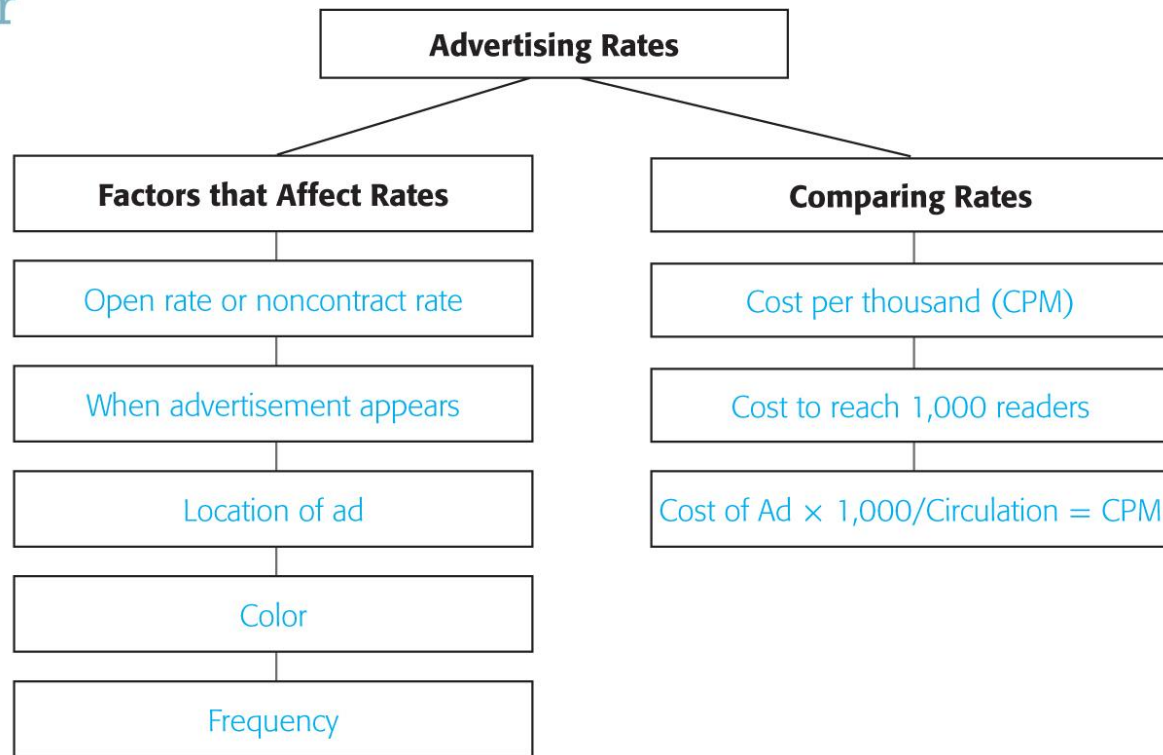 Advertising Rates
Factors that Affect Rates
Open rate or noncontract rate
When advertisement appears
Location of ad
Color
Frequency
Comparing Rates
Cost per thousand (CPM)
Cost to reach 1,000 readers
Cost of Ad × 1,000/Circulation = CPM